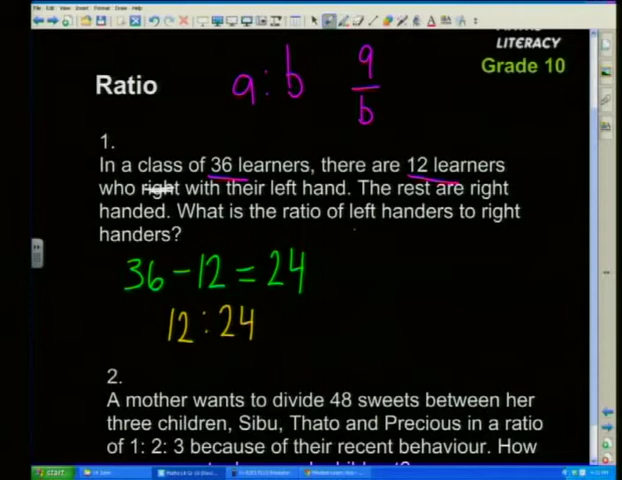 LITERACY
Grade 10
Ratio
a : b a/b
1.
In a class of 36 learners, there are 12 learners
who right with their left hand. The rest are right
handed. What is the ratio of left handers to right
handers?
36 - 12 = 24
12 : 24
2.
A mother wants to divide 48 sweets between her
three children, Sibu, Thato and Precious in a ratio
of 1: 2: 3 because of their recent behaviour. How
start